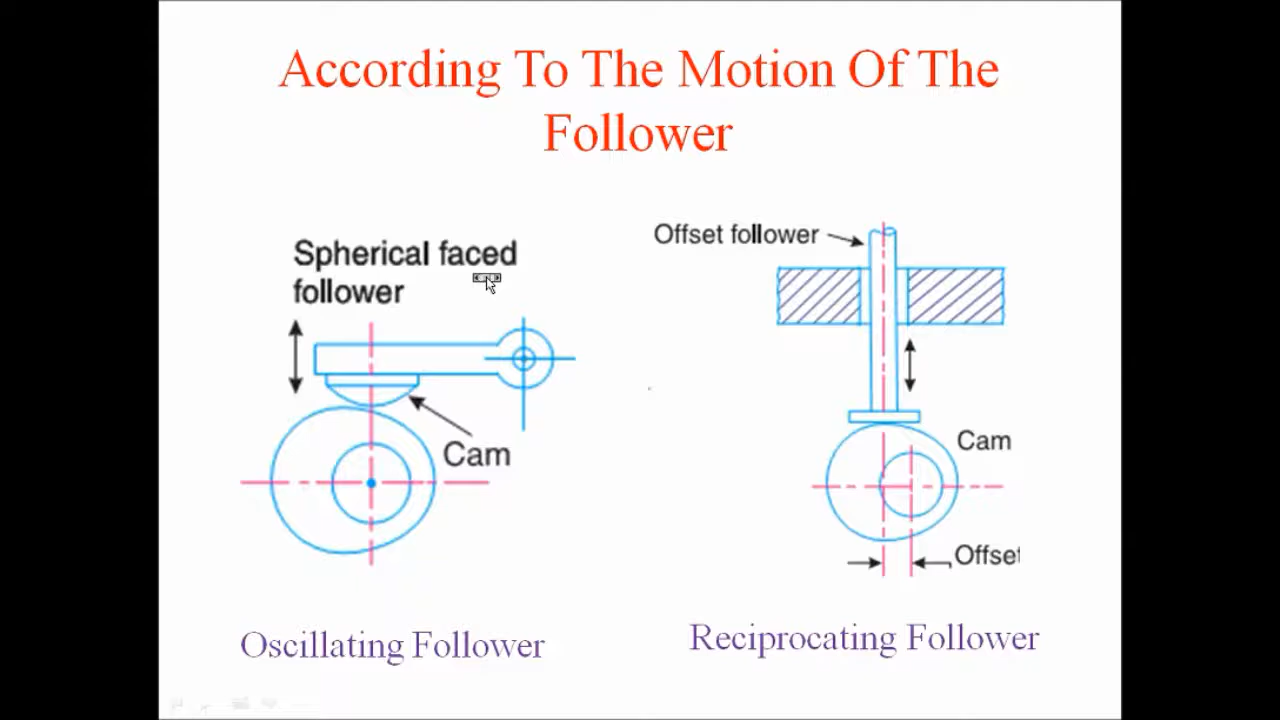 According To The Motion Of The
Follower
Spherical faced
follower
Cam
Oscillating Follower
Offset follower
Cam
Offset
Reciprocating Follower